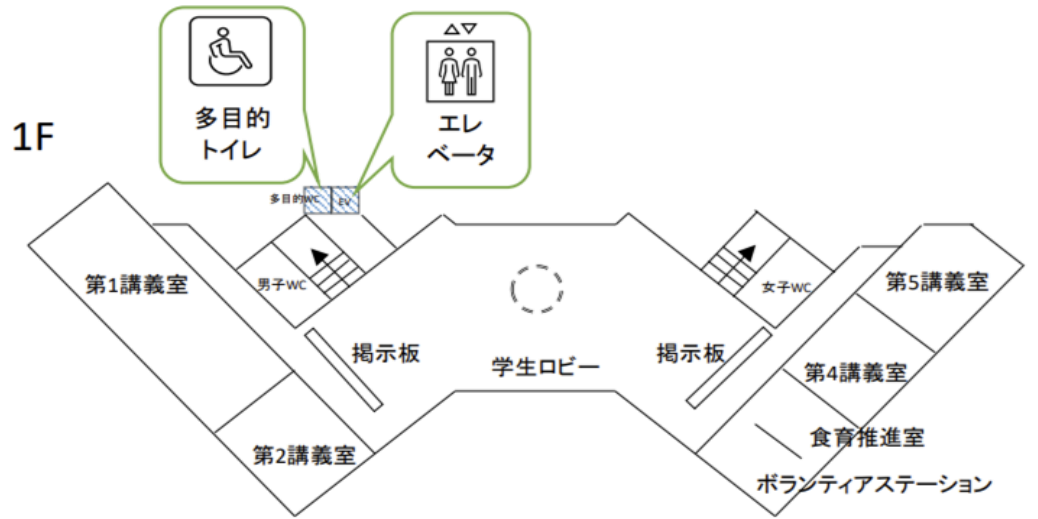 1F
多目的
トイレ
エレ
ベータ
多目的WC
EV
第1講義室
男子WC
女子WC
第5講義室
掲示板
掲示板
学生ロビー
第4講義室
第2講義室
食育推進室
ボランティアステーション